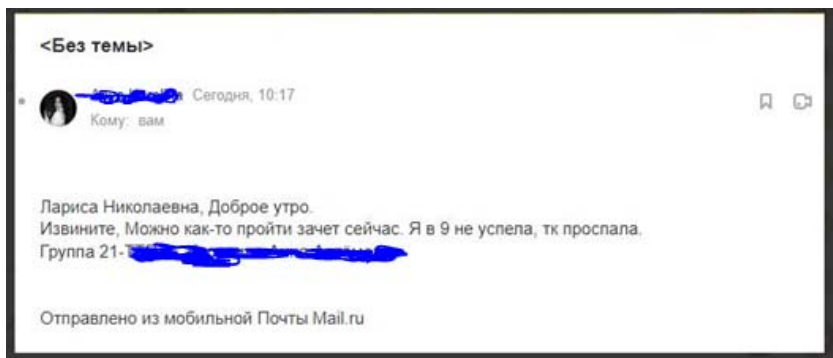 <Без темы>
Сегодня, 10:17
Кому: вам
Лариса Николаевна, Доброе утро.
Извините, Можно как-то пройти зачет сейчас. Я в 9 не успела, тк проспала.
Группа 21-
Отправлено из мобильной Почты Mail.ru